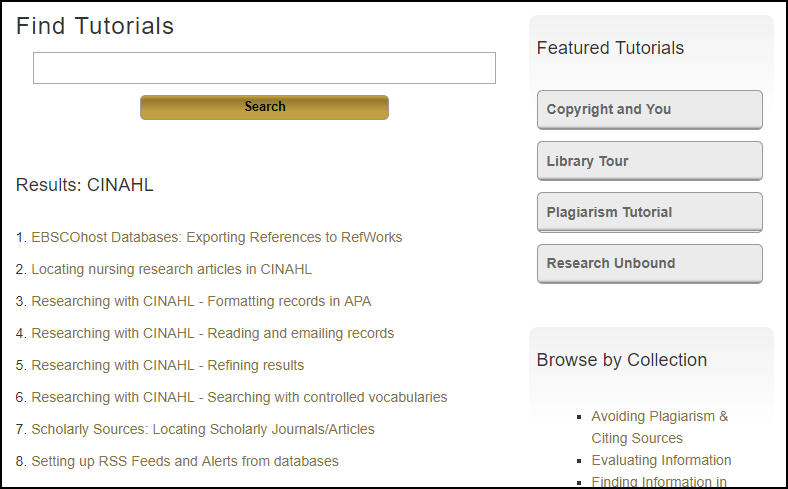 Find Tutorials
Search
Results: CINAHL
1. EBSCOhost Databases: Exporting References to RefWorks
2. Locating nursing research articles in CINAHL
3. Researching with CINAHL - Formatting records in APA
4. Researching with CINAHL - Reading and emailing records
5. Researching with CINAHL - Refining results
6. Researching with CINAHL - Searching with controlled vocabularies
7. Scholarly Sources: Locating Scholarly Journals/Articles
8. Setting up RSS Feeds and Alerts from databases
Featured Tutorials
Copyright and You
Library Tour
Plagiarism Tutorial
Research Unbound
Browse by Collection
Avoiding Plagiarism &
Citing Sources
Evaluating Information
Finding Information in